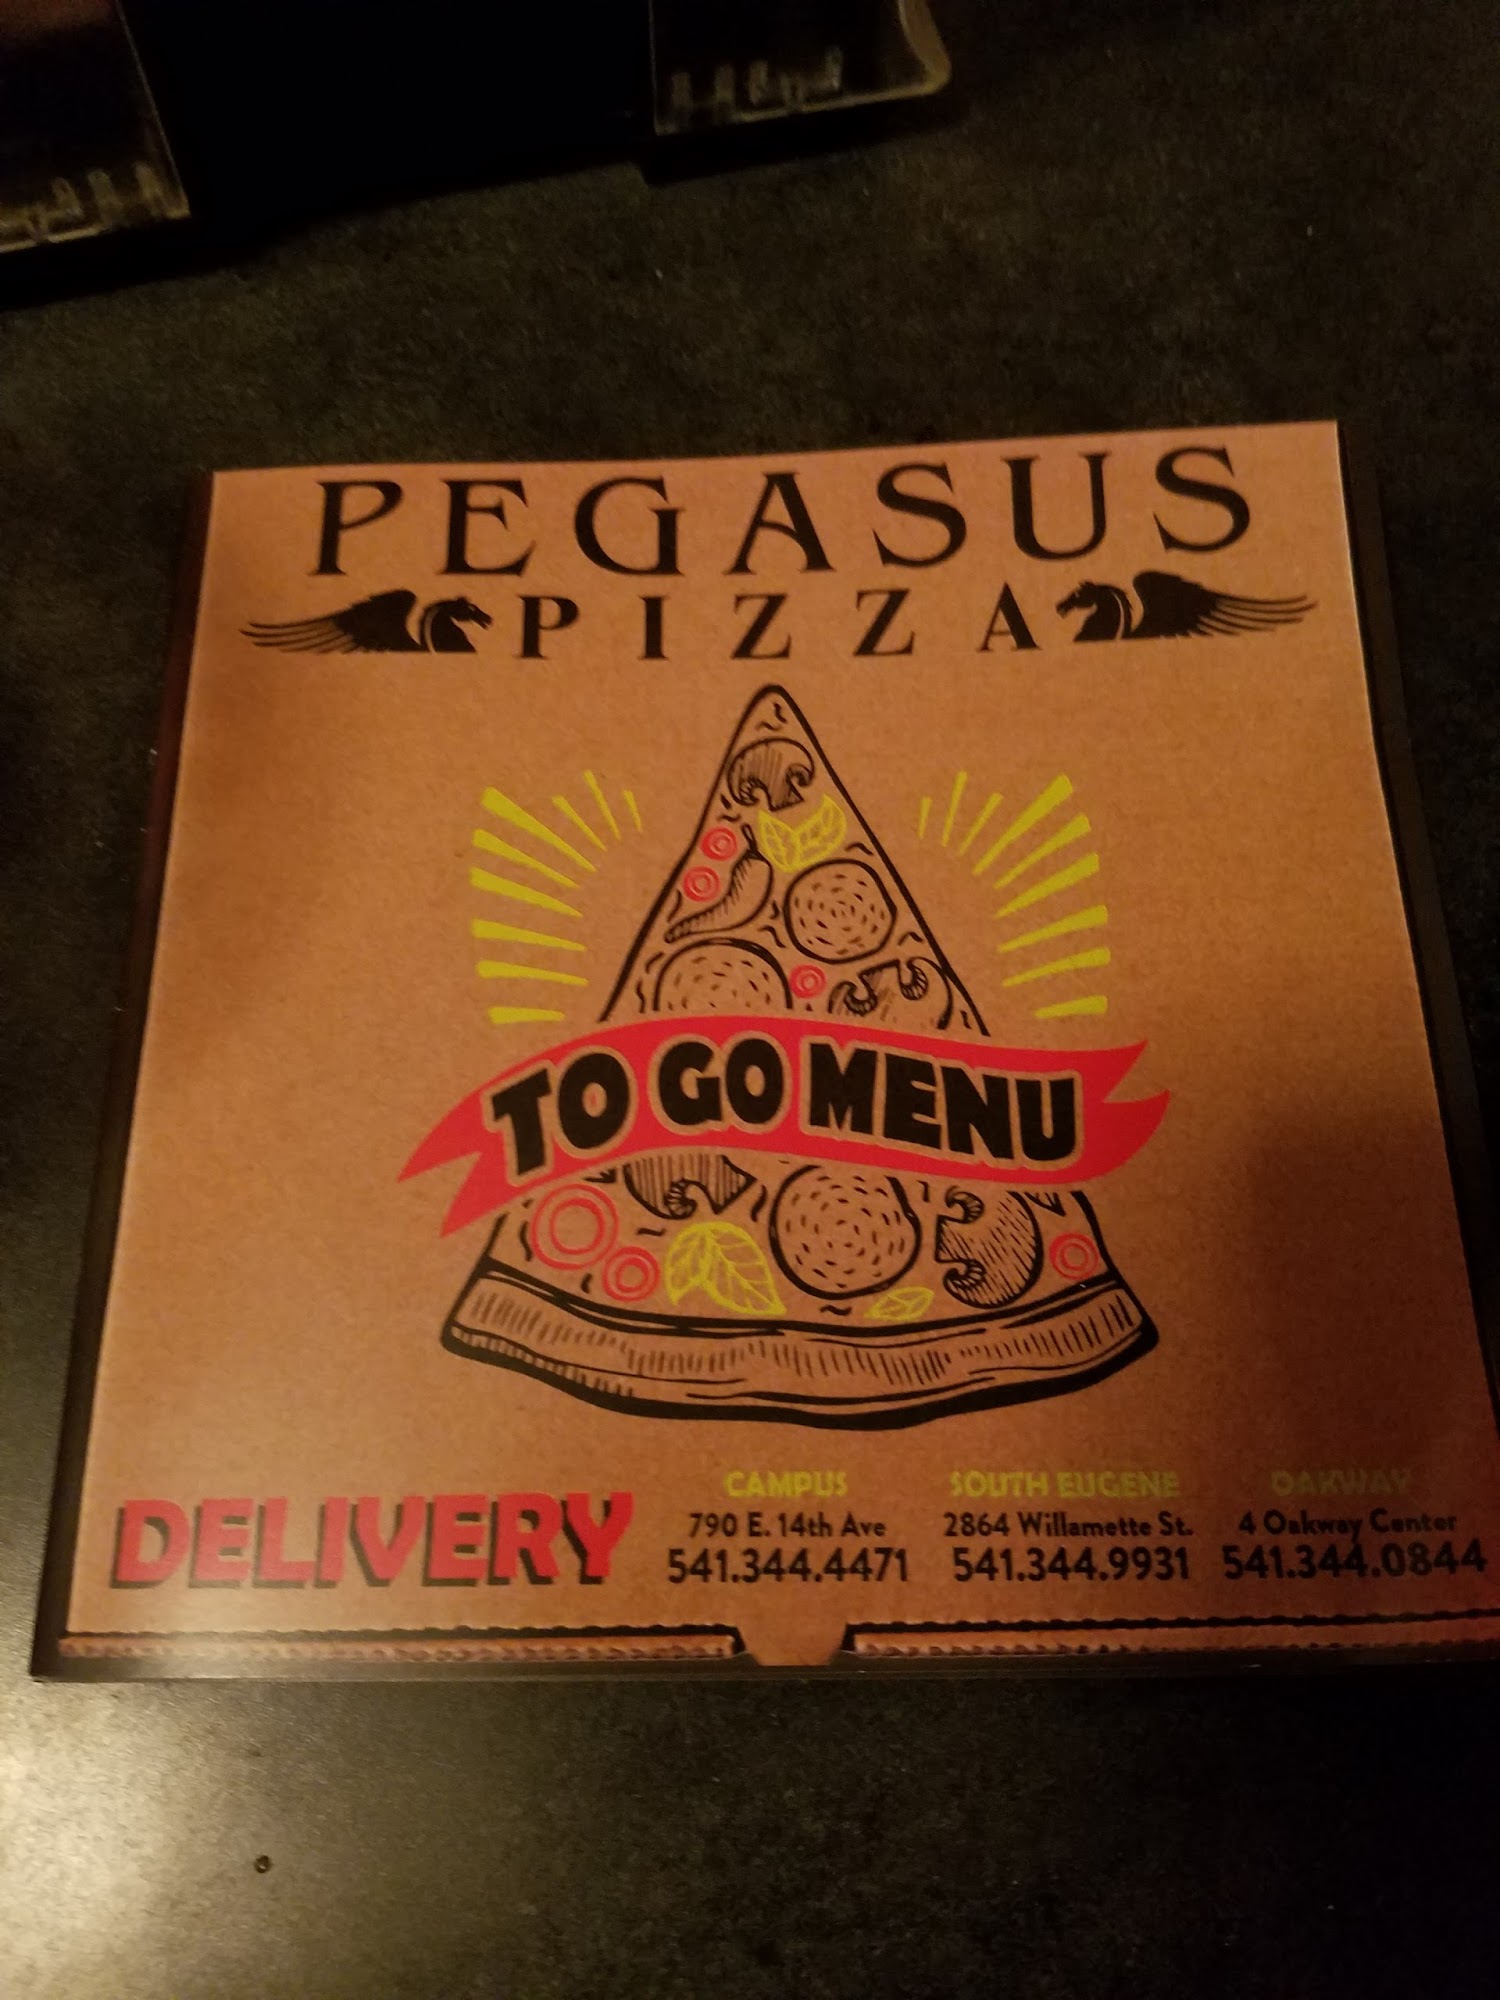 PEGASUS
PIZZA
TO GO MENU
DELIVERY
CAMPUS
790 E. 14th Ave
541.344.4471
SOUTH EUGENE
2864 Willamette St.
541.344.9931
OAKWAY
4 Oakway Center
541.344.0844